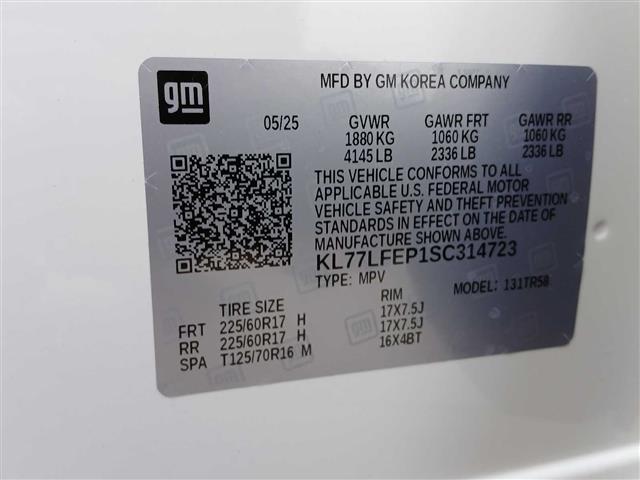 gm
MFD BY GM KOREA COMPANY
05/25 GVWR GAWR FRT GAWR RR
1880 KG 1060 KG 1060 KG
4145 LB 2336 LB 2336 LB
THIS VEHICLE CONFORMS TO ALL
APPLICABLE U.S. FEDERAL MOTOR
VEHICLE SAFETY AND THEFT PREVENTION
STANDARDS IN EFFECT ON THE DATE OF
MANUFACTURE SHOWN ABOVE.
KL77LFEP1SC314723
TYPE: MPV MODEL: 131TR58
TIRE SIZE RIM
FRT 225/60R17 H 17X7.5J
RR 225/60R17 H 17X7.5J
SPA T125/70R16 M 16X4BT